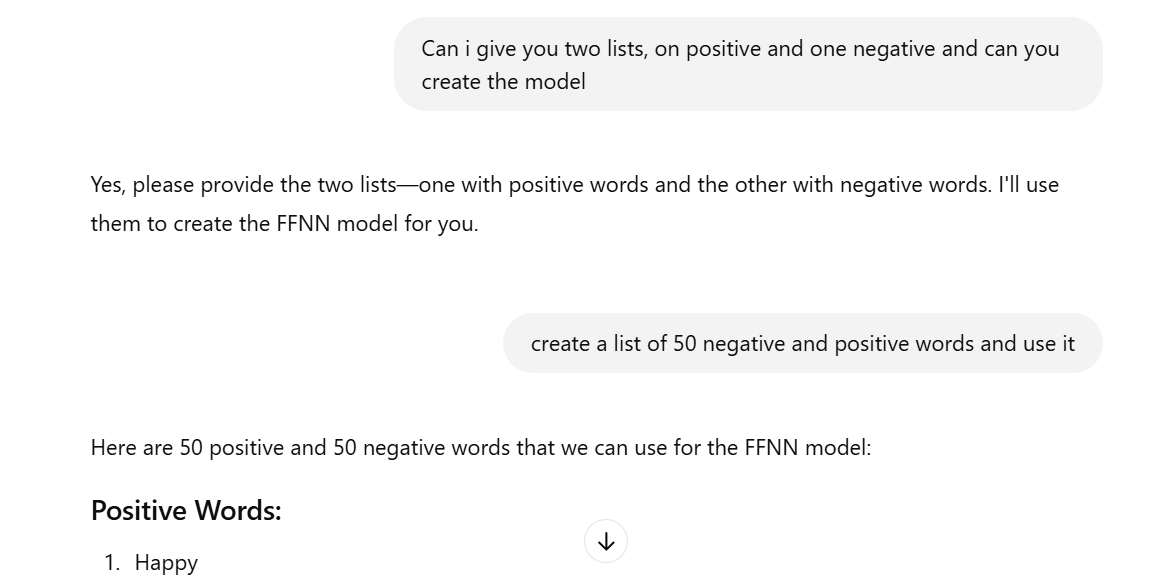 Can i give you two lists, on positive and one negative and can you
create the model
Yes, please provide the two lists—one with positive words and the other with negative words. I'll use
them to create the FFNN model for you.
create a list of 50 negative and positive words and use it
Here are 50 positive and 50 negative words that we can use for the FFNN model:
Positive Words:
1. Happy